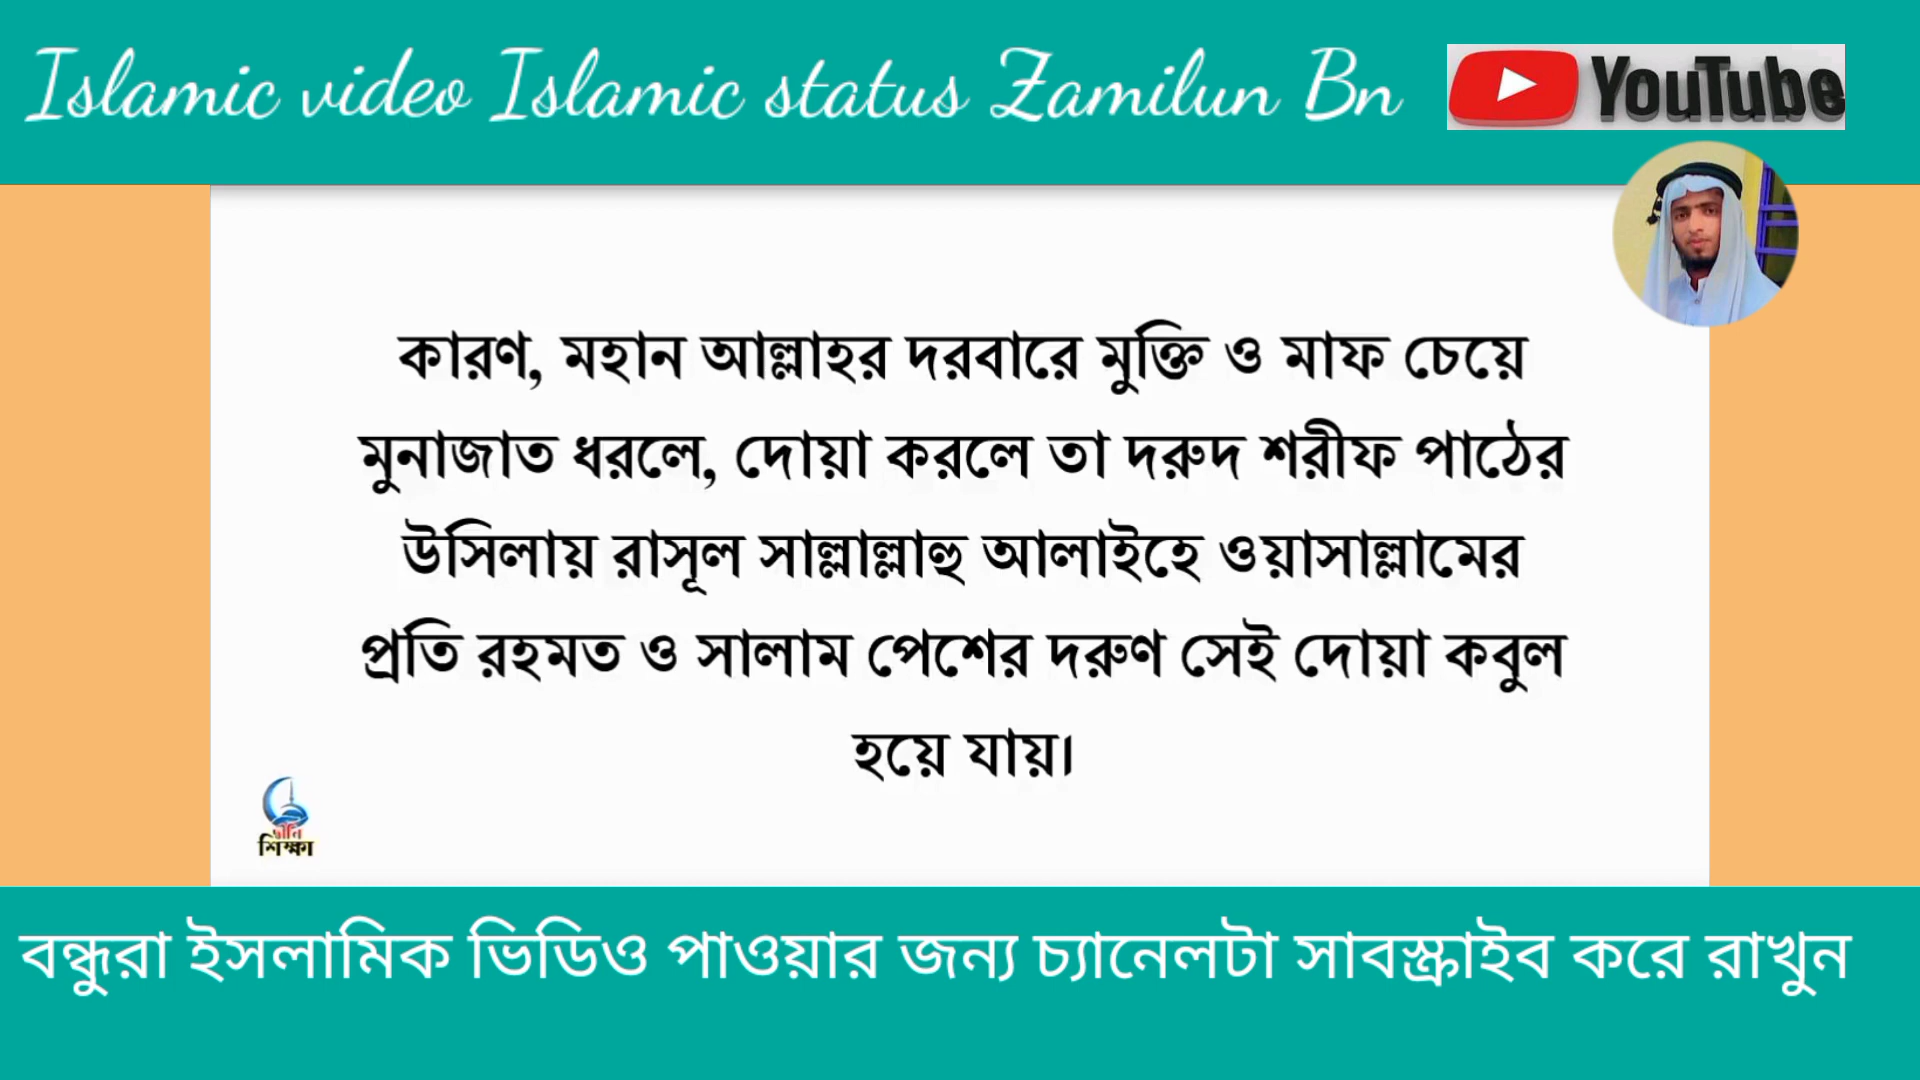 Islamic video Islamic status Zamilun Bn
YouTube
কারণ, মহান আল্লাহর দরবারে মুক্তি ও মাফ চেয়ে
মুনাজাত ধরলে, দোয়া করলে তা দরুদ শরীফ পাঠের
উসিলায় রাসূল সাল্লাল্লাহু আলাইহে ওয়াসাল্লামের
প্রতি রহমত ও সালাম পেশের দরুণ সেই দোয়া কবুল
হয়ে যায়।
দ্বীনি
শিক্ষা
বন্ধুরা ইসলামিক ভিডিও পাওয়ার জন্য চ্যানেলটা সাবস্ক্রাইব করে রাখুন